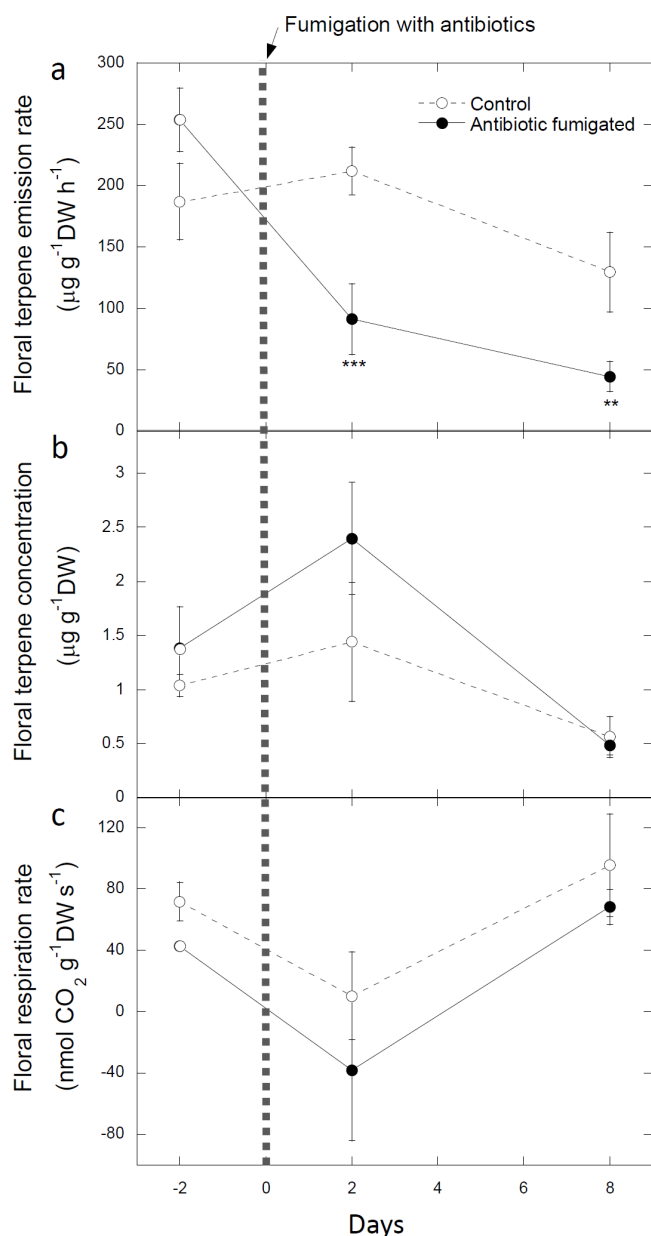 Fumigation with antibiotics
a
Floral terpene emission rate
(µg g⁻¹DW h⁻¹)
300
250
200
150
100
50
0
Control
Antibiotic fumigated
***
**
b
Floral terpene concentration
(µg g⁻¹DW)
3
2.5
2
1.5
1
0.5
0
c
Floral respiration rate
(nmol CO₂ g⁻¹DW s⁻¹)
120
80
40
0
-40
-80
-2 0 2 4 6 8
Days